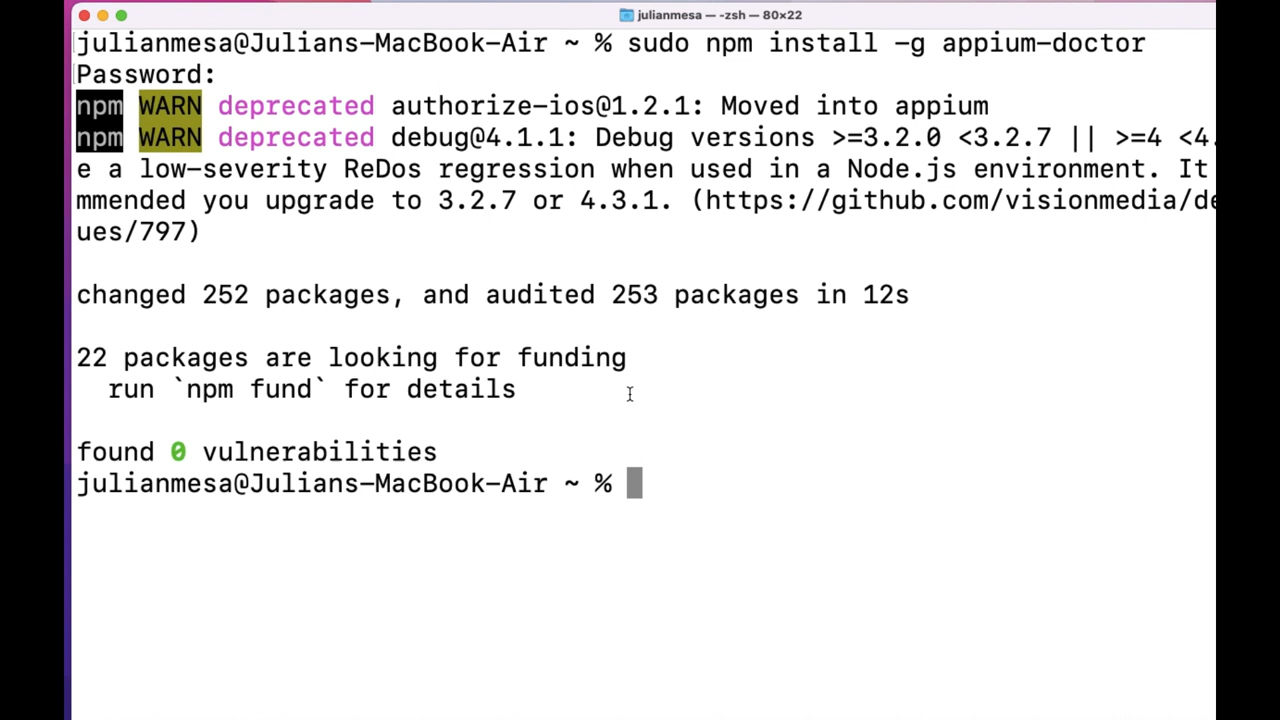 julianmesa — -zsh — 80×22
julianmesa@Julians-MacBook-Air ~ % sudo npm install -g appium-doctor
Password:
npm WARN deprecated authorize-ios@1.2.1: Moved into appium
npm WARN deprecated debug@4.1.1: Debug versions >=3.2.0 <3.2.7 || >=4 <4.
e a low-severity ReDos regression when used in a Node.js environment. It
mmended you upgrade to 3.2.7 or 4.3.1. (https://github.com/visionmedia/de
ues/797)
changed 252 packages, and audited 253 packages in 12s
22 packages are looking for funding
run `npm fund` for details
found 0 vulnerabilities
julianmesa@Julians-MacBook-Air ~ %